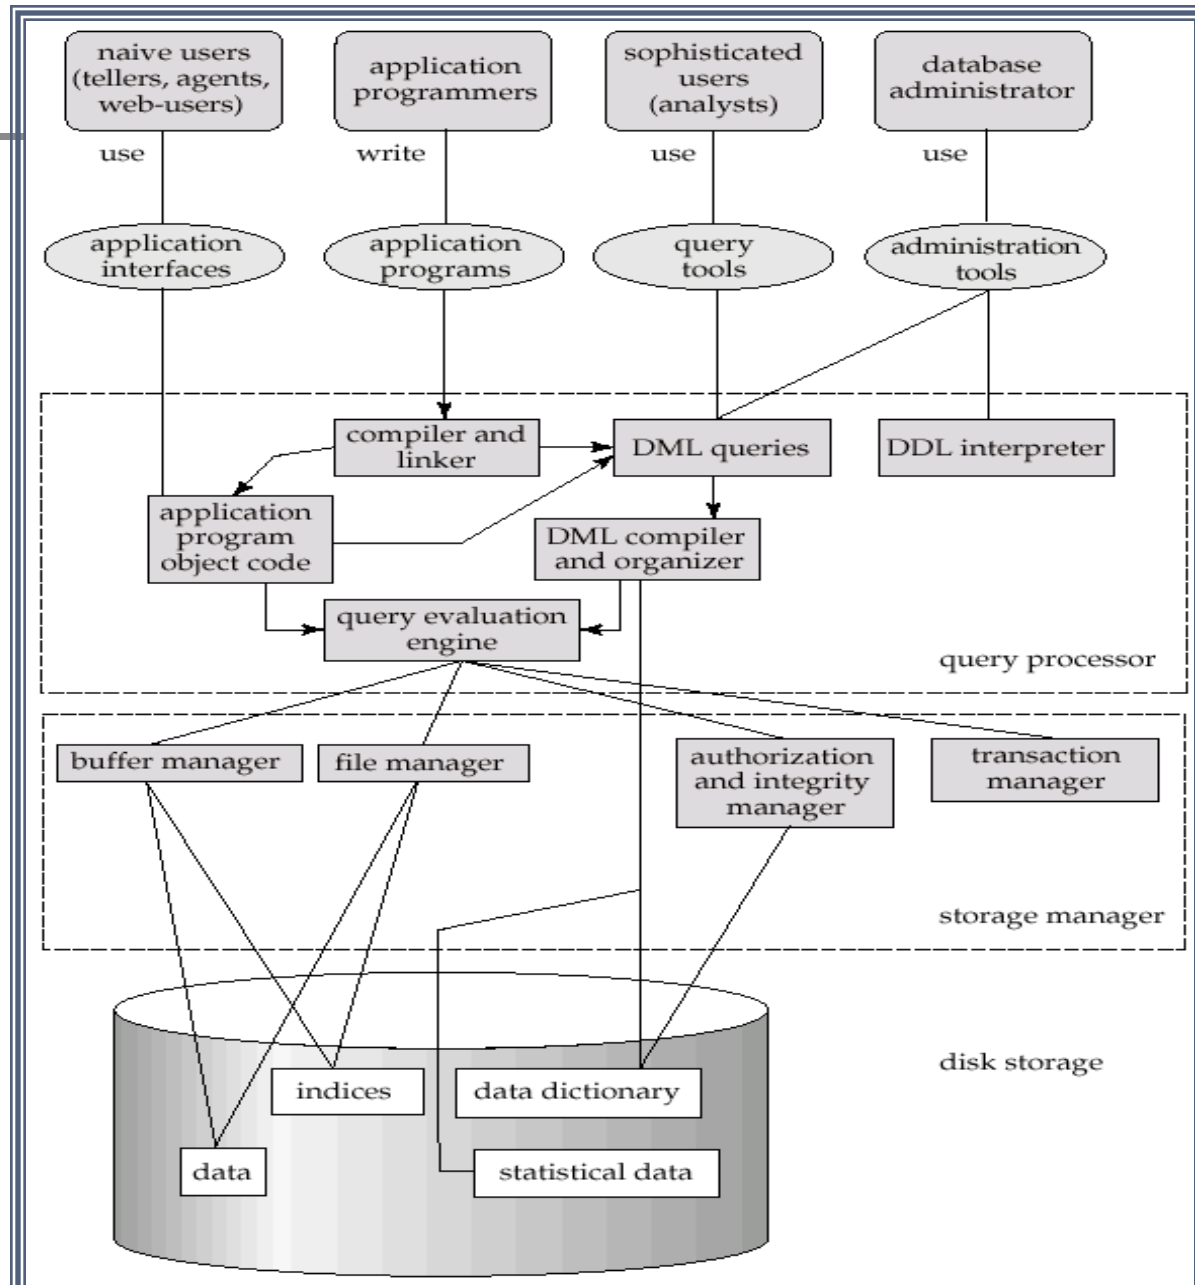 naive users
(tellers, agents,
web-users)
application
programmers
sophisticated
users
(analysts)
database
administrator
use
write
use
use
application
interfaces
application
programs
query
tools
administration
tools
compiler and
linker
DML queries
DDL interpreter
application
program
object code
DML compiler
and organizer
query evaluation
engine
query processor
buffer manager
file manager
authorization
and integrity
manager
transaction
manager
storage manager
disk storage
indices
data dictionary
data
statistical data